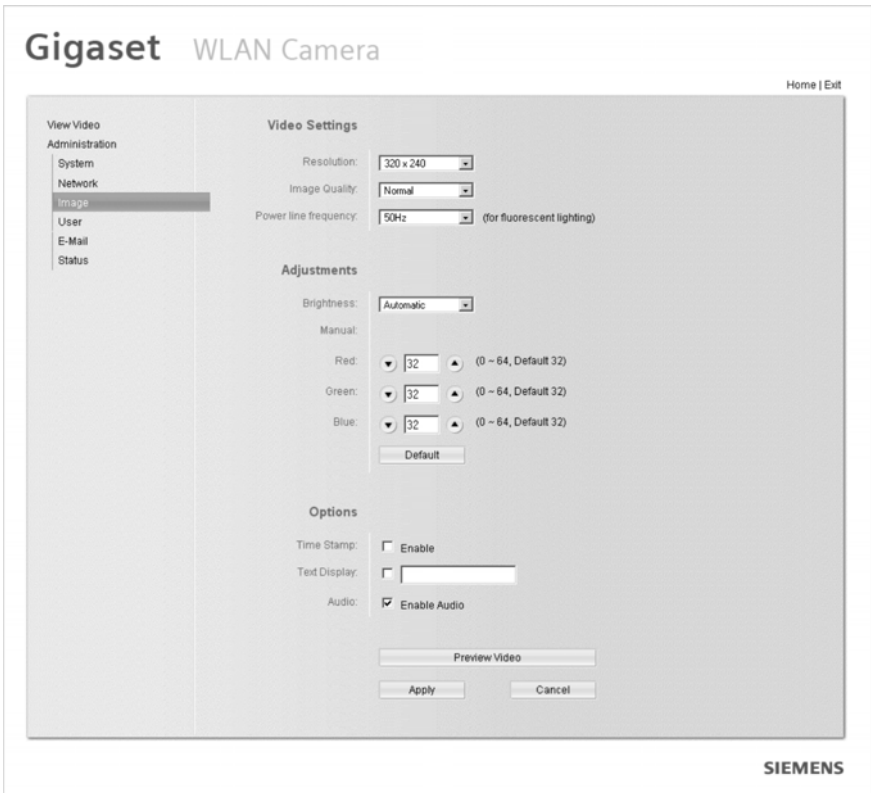 Gigaset WLAN Camera
Home | Exit
View Video
Administration
System
Network
Image
User
E-Mail
Status
Video Settings
Resolution: 320 x 240
Image Quality: Normal
Power line frequency: 50Hz (for fluorescent lighting)
Adjustments
Brightness: Automatic
Manual:
Red: 32 (0 ~ 64, Default 32)
Green: 32 (0 ~ 64, Default 32)
Blue: 32 (0 ~ 64, Default 32)
Default
Options
Time Stamp: Enable
Text Display:
Audio: Enable Audio
Preview Video
Apply Cancel
SIEMENS